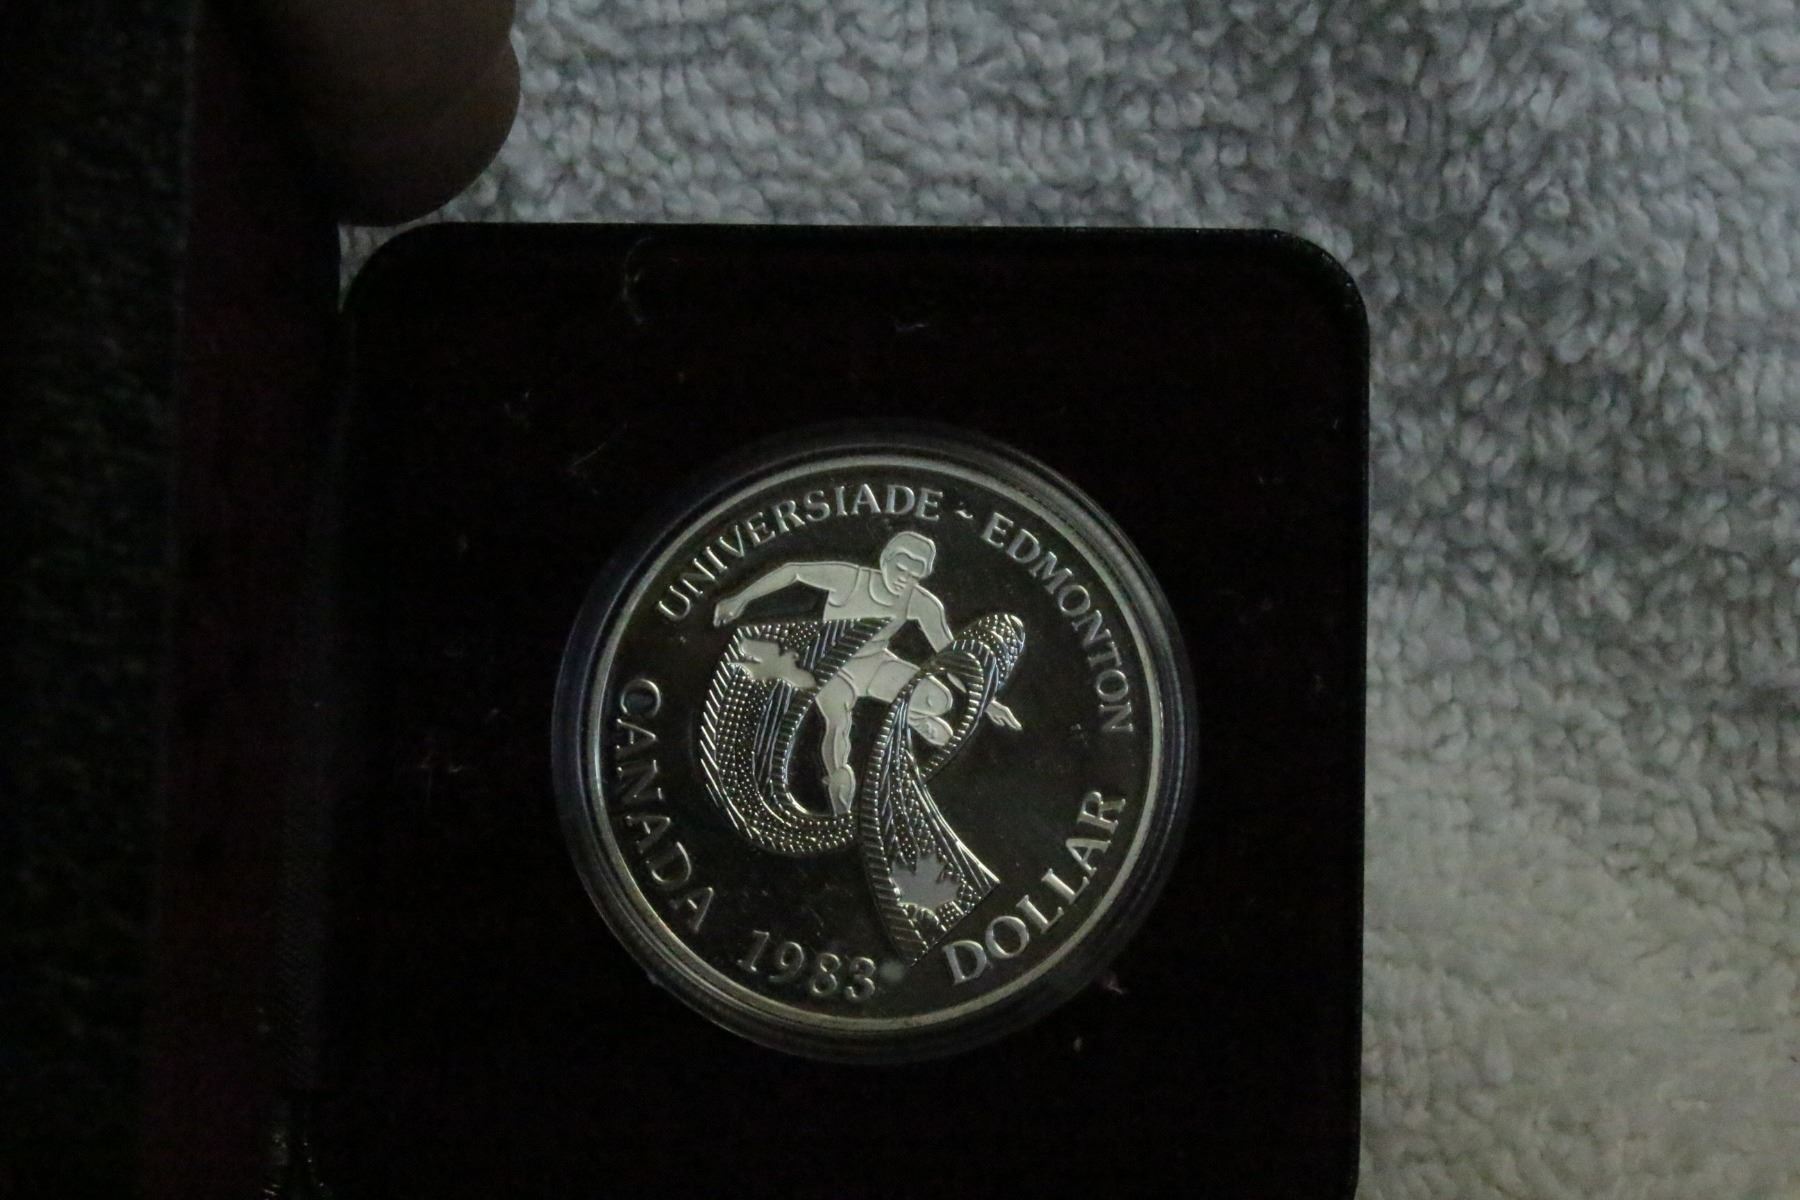 UNIVERSIADE ~ EDMONTON
CANADA 1983 DOLLAR